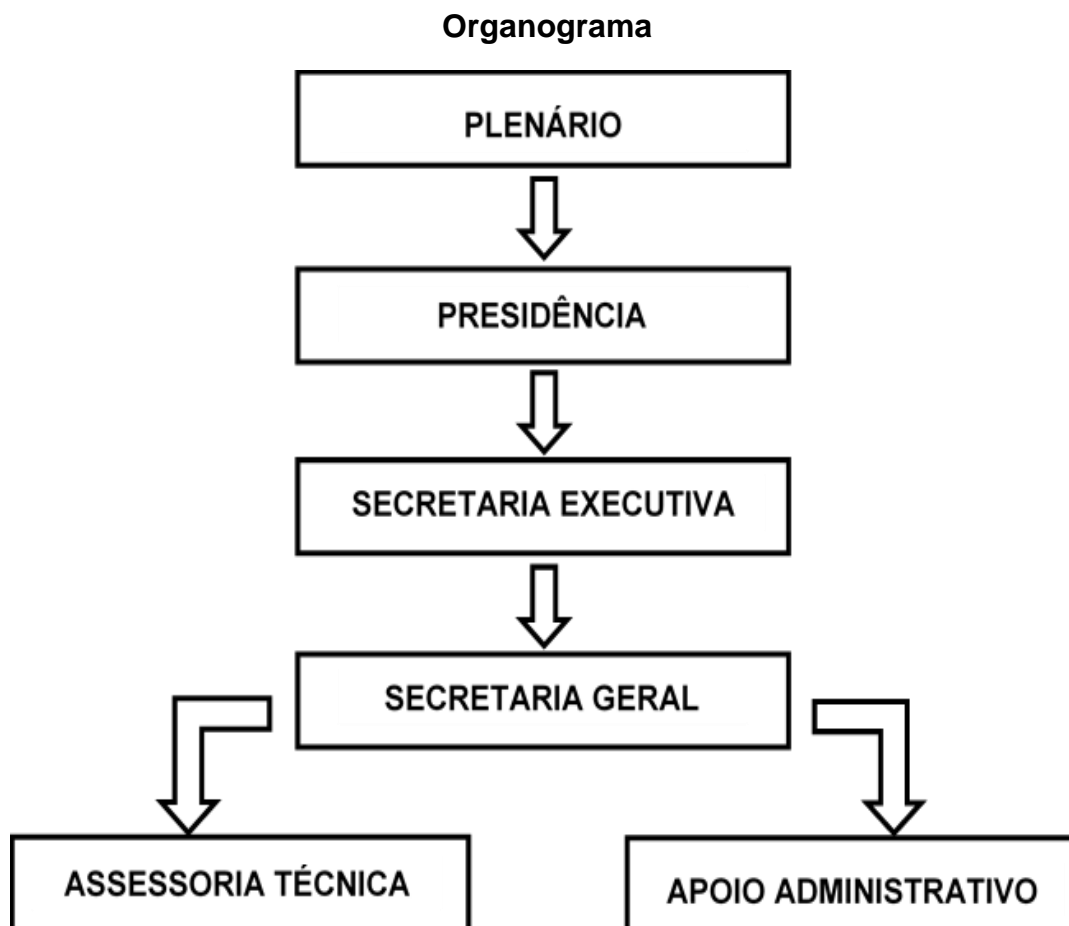 Organograma
PLENÁRIO
PRESIDÊNCIA
SECRETARIA EXECUTIVA
SECRETARIA GERAL
ASSESSORIA TÉCNICA
APOIO ADMINISTRATIVO